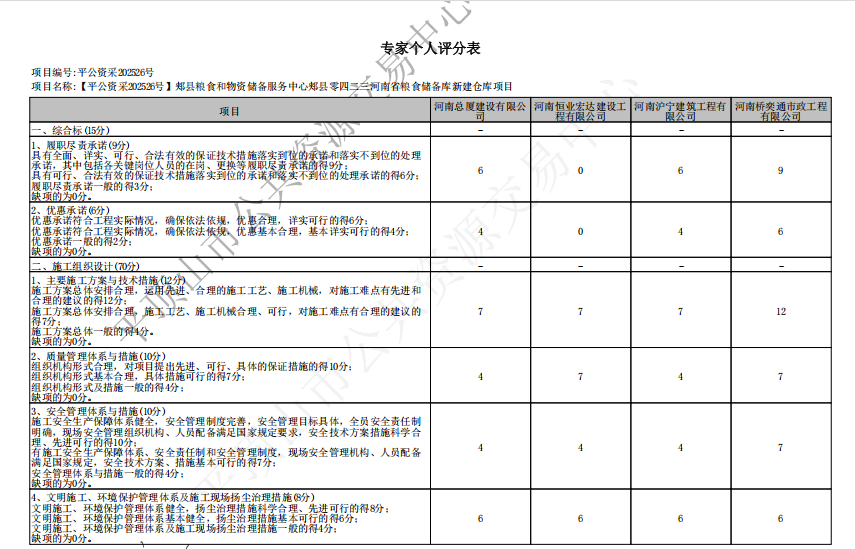 专家个人评分表
项目编号:平公资采202526号
项目名称:【平公资采202526号】郏县粮食和物资储备服务中心郏县零四二三河南省粮食储备库新建仓库项目
项目 河南总厦建设有限公司 河南恒业宏达建设工程有限公司 河南沪宁建筑工程有限公司 河南桥奕通市政工程有限公司
一、综合标(15分) - - - -
1、履职尽责承诺(9分)
具有全面、详实、可行、合法有效的保证技术措施落实到位的承诺和落实不到位的处理
承诺，其中包括各关键岗位人员的在岗、更换等履职尽责承诺的得9分；
具有可行、合法有效的保证技术措施落实到位的承诺和落实不到位的处理承诺的得6分；
履职尽责承诺一般的得3分；
缺项的为0分。
6 0 6 9
2、优惠承诺(6分)
优惠承诺符合工程实际情况，确保依法依规，优惠合理，详实可行的得6分；
优惠承诺符合工程实际情况，确保依法依规，优惠基本合理，基本详实可行的得4分；
优惠承诺一般的得2分；
缺项的为0分。
4 0 4 6
二、施工组织设计(70分) - - - -
1、主要施工方案与技术措施(12分)
施工方案总体安排合理，运用先进、合理的施工工艺、施工机械，对施工难点有先进和
合理的建议的得12分；
施工方案总体安排合理，施工工艺、施工机械合理、可行，对施工难点有合理的建议的
得7分；
施工方案总体一般的得4分。
缺项的为0分。
7 7 7 12
2、质量管理体系与措施(10分)
组织机构形式合理，对项目提出先进、可行、具体的保证措施的得10分；
组织机构形式基本合理，具体措施可行的得7分；
组织机构形式及措施一般的得4分；
缺项的为0分。
4 7 4 7
3、安全管理体系与措施(10分)
施工安全生产保障体系健全，安全管理制度完善，安全管理目标具体，全员安全责任制
明确，现场安全管理组织机构、人员配备满足国家规定要求，安全技术方案措施科学合
理、先进可行的得10分；
有施工安全生产保障体系、安全责任制和安全管理制度，现场安全管理机构、人员配备
满足国家规定，安全技术方案、措施基本可行的得7分；
安全管理体系与措施一般的得4分；
缺项的为0分。
4 4 4 7
4、文明施工、环境保护管理体系及施工现场扬尘治理措施(8分)
文明施工、环境保护管理体系健全，扬尘治理措施科学合理、先进可行的得8分；
文明施工、环境保护管理体系基本健全，扬尘治理措施基本可行的得6分；
文明施工、环境保护管理体系及施工现场扬尘治理措施一般的得4分；
缺项的为0分。
6 6 6 6
平顶山市公共资源交易中心
平顶山市公共资源交易中心